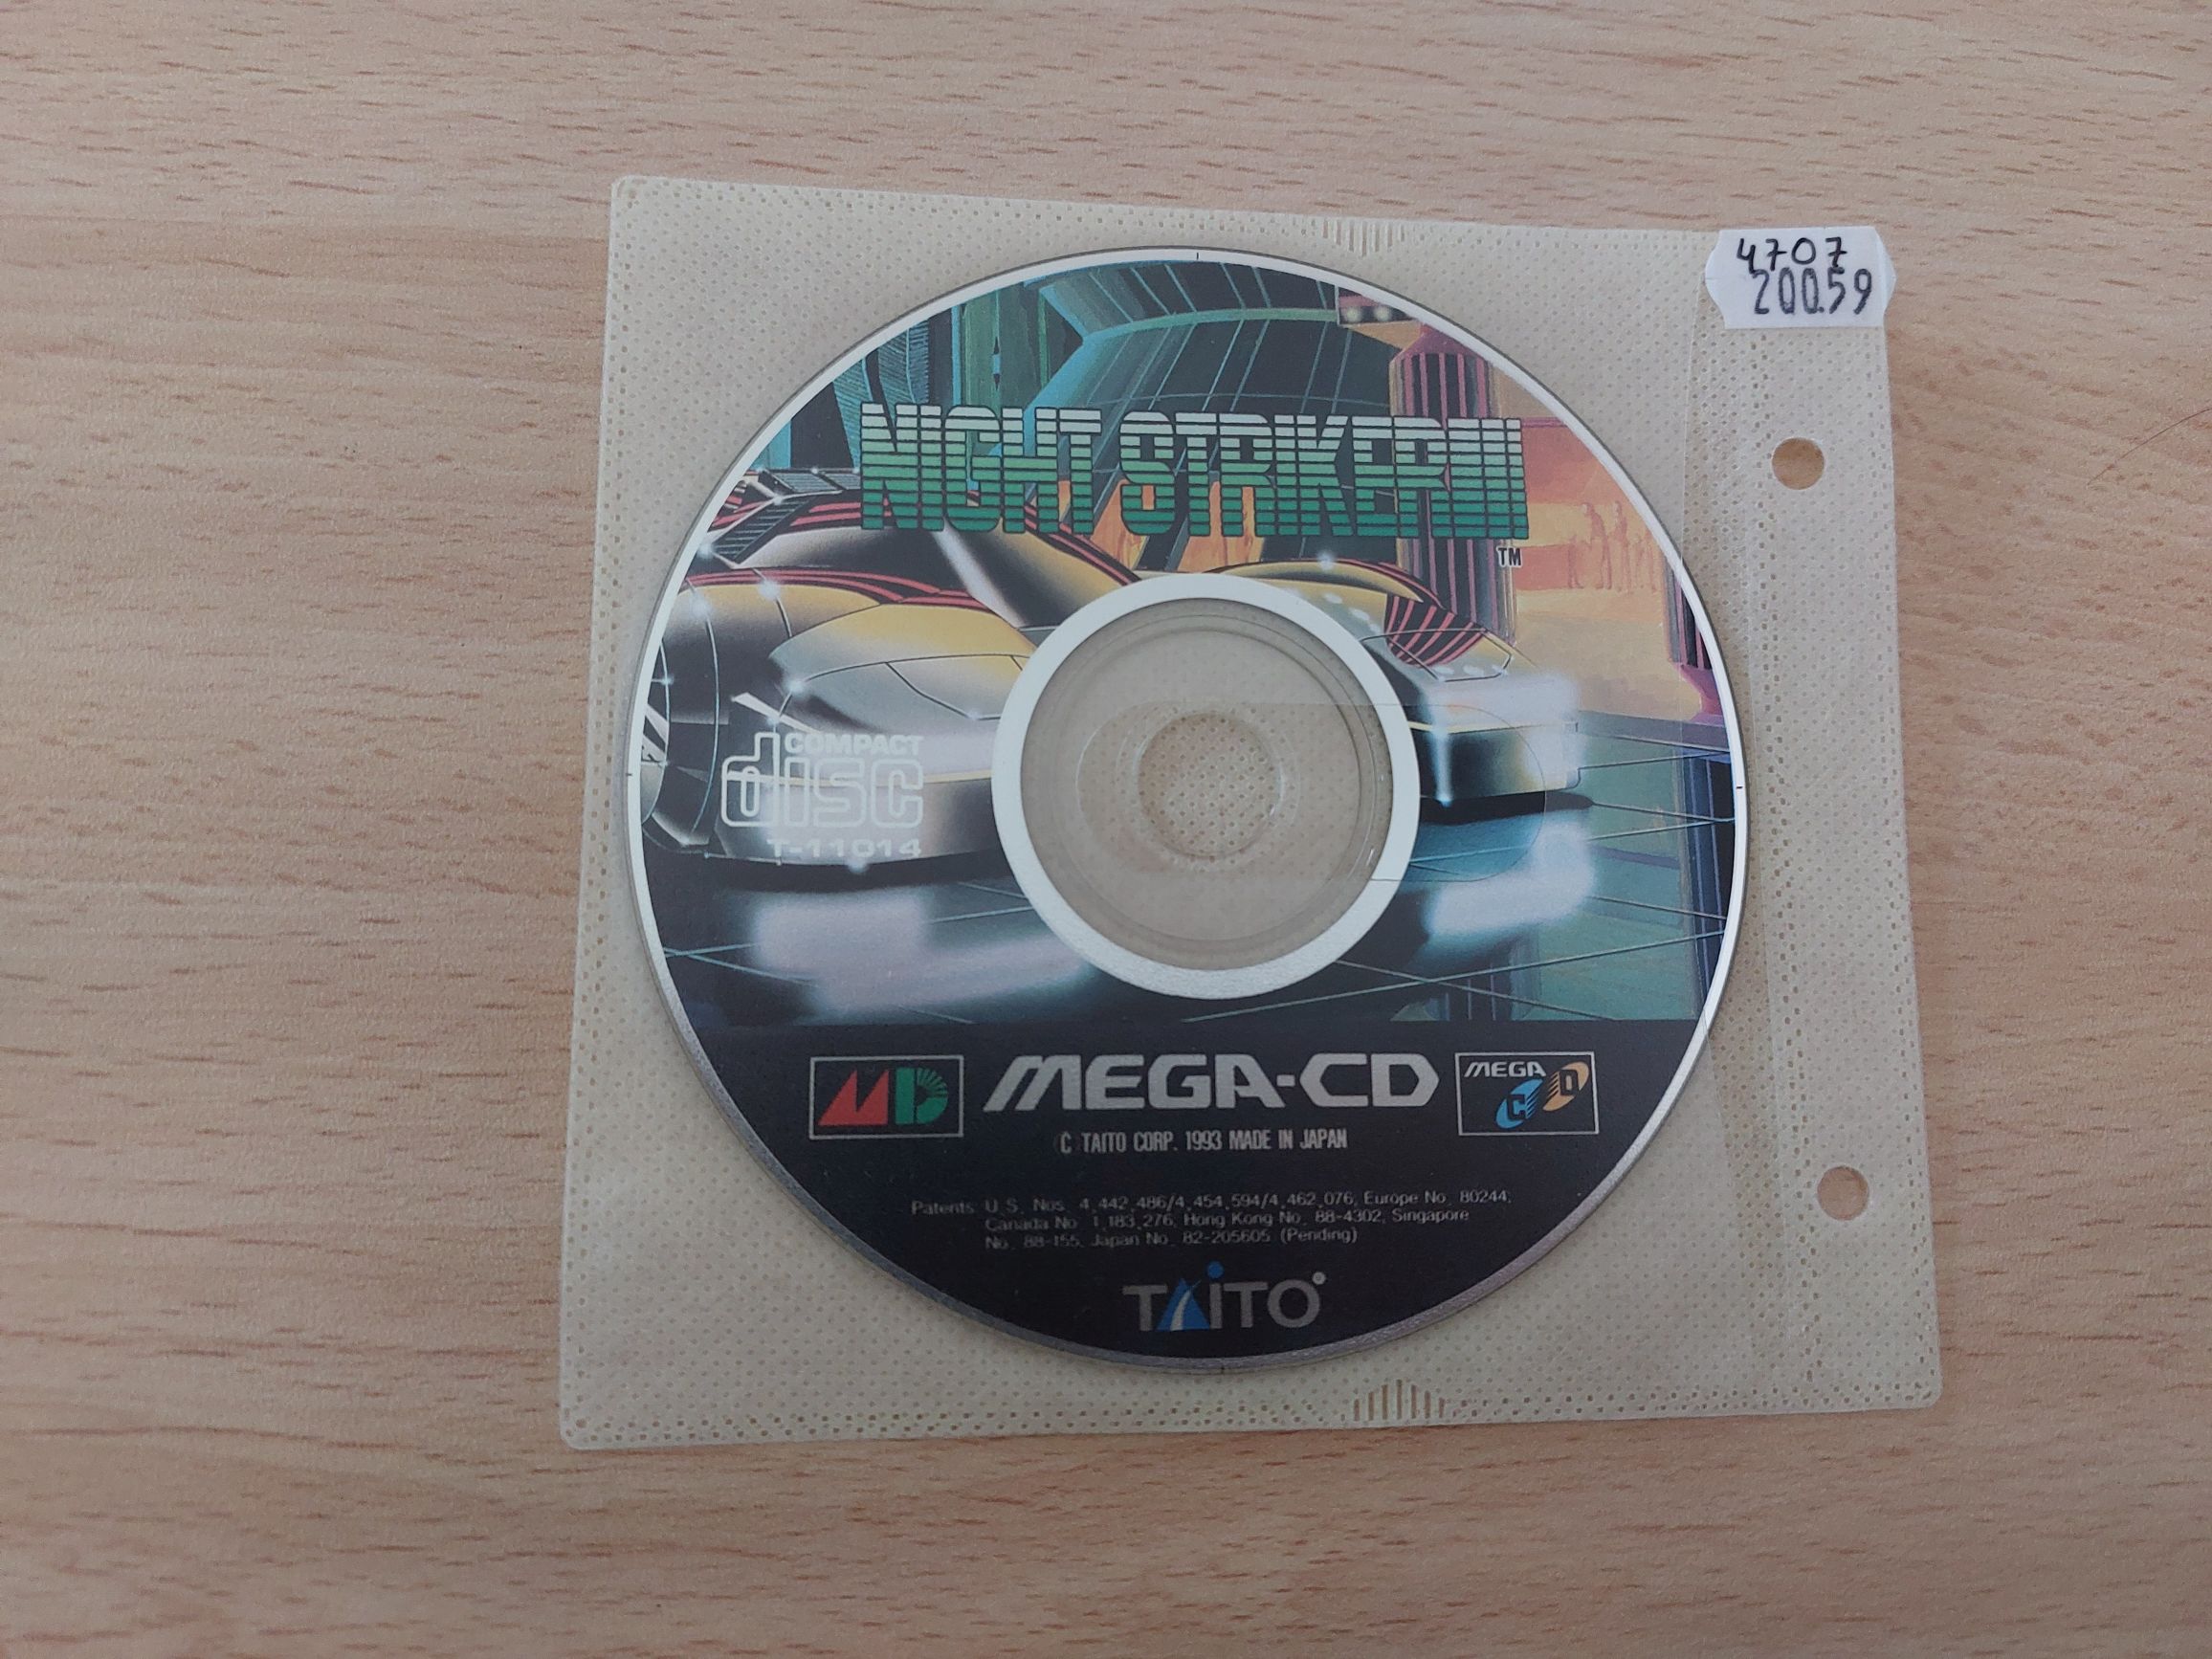 4707
20059
NIGHT STRIKER
TM
COMPACT
disc
T-11014
MD
MEGA-CD
MEGA
CD
© TAITO CORP. 1993 MADE IN JAPAN
Patents: U.S. Nos. 4,442,486/4,454,594/4,462,076; Europe No. 80244;
Canada No. 1,183,276; Hong Kong No. 88-4302; Singapore
No. 88-155; Japan No. 82-205605 (Pending)
TAITO